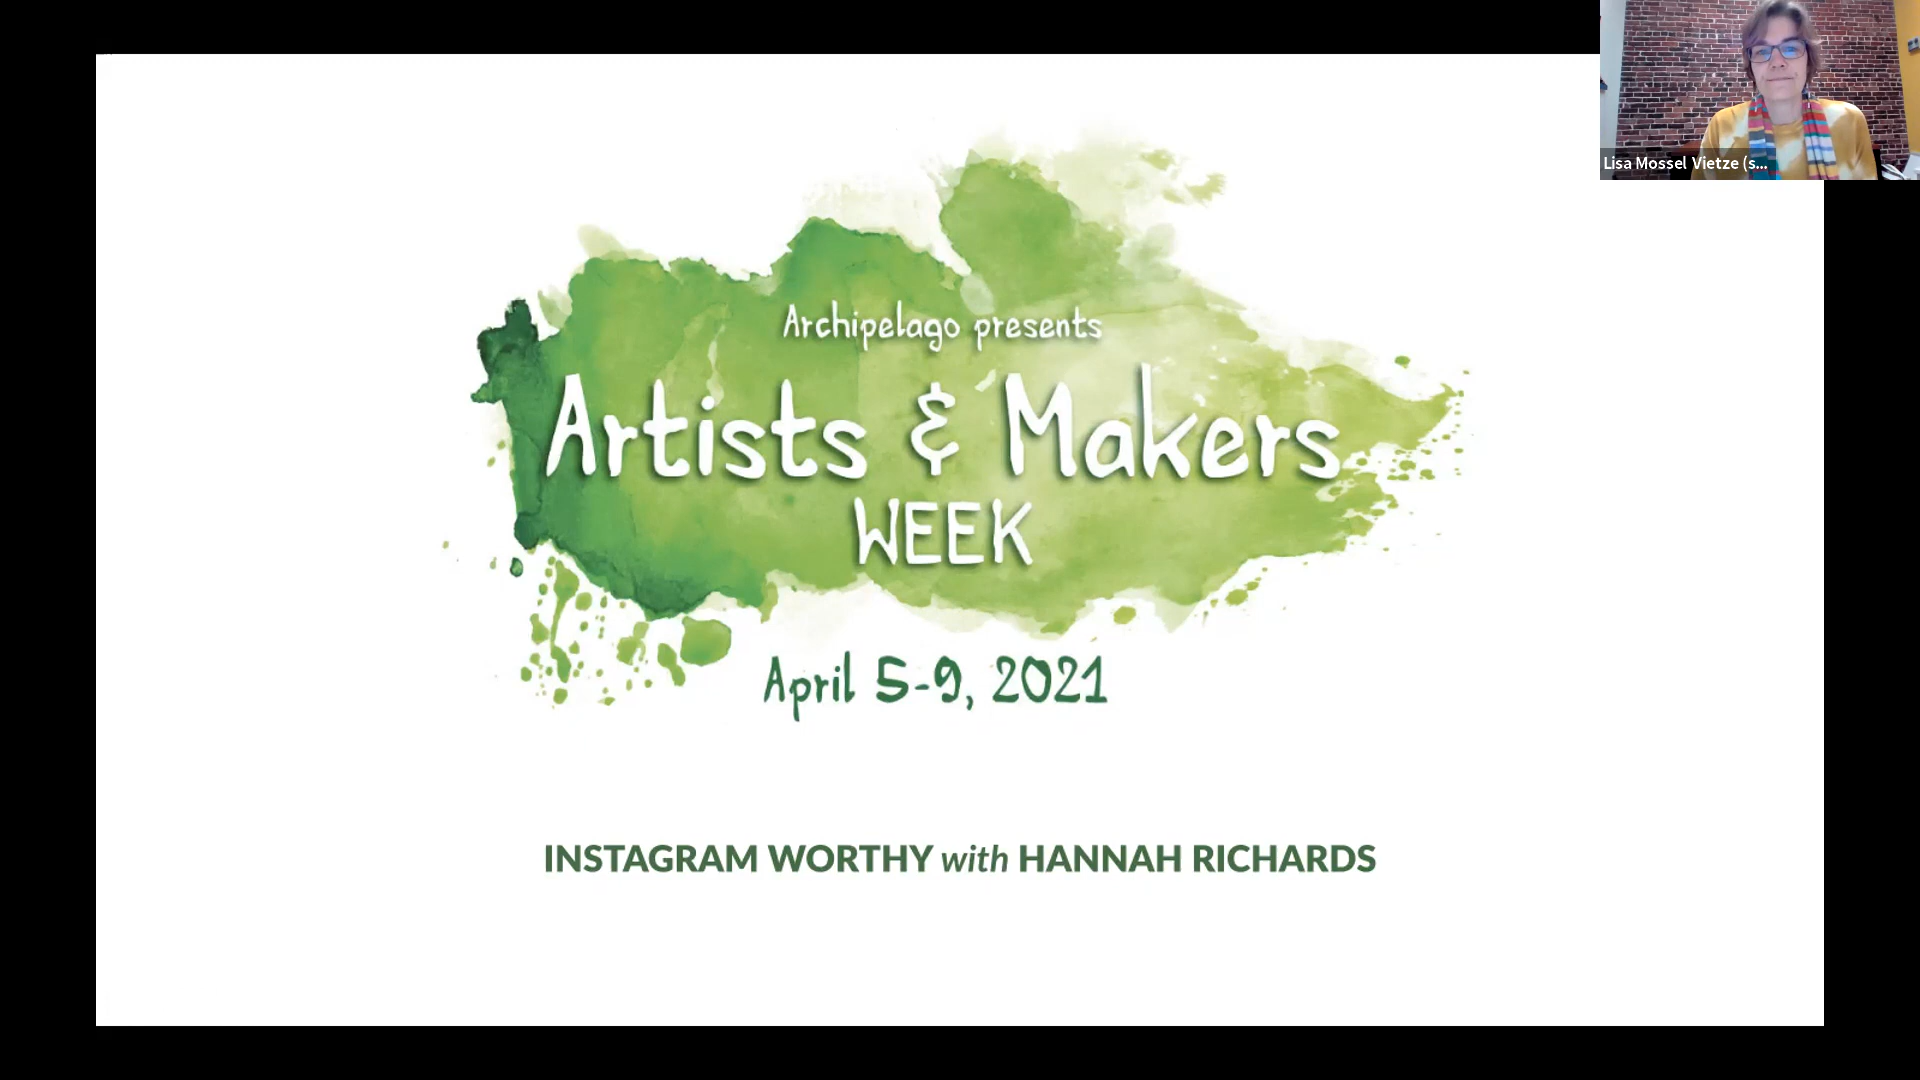 Lisa Mossel Vietze (s...
Archipelago presents
Artists & Makers
WEEK
April 5-9, 2021
INSTAGRAM WORTHY with HANNAH RICHARDS